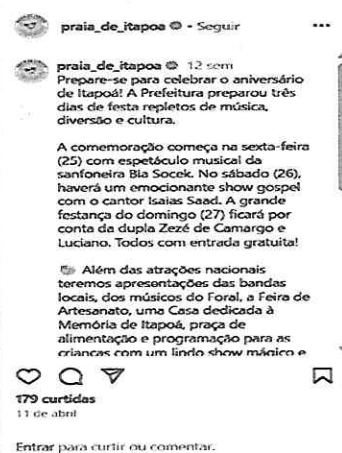 praia_de_itapoa • Seguir
praia_de_itapoa 12 sem
Prepare-se para celebrar o aniversário
de Itapoá! A Prefeitura preparou três
dias de festa repletos de música,
diversão e cultura.
A comemoração começa na sexta-feira
(25) com espetáculo musical da
sanfoneira Bia Socek. No sábado (26),
haverá um emocionante show gospel
com o cantor Isaias Saad. A grande
festança do domingo (27) ficará por
conta da dupla Zezé de Camargo e
Luciano. Todos com entrada gratuita!
Além das atrações nacionais
teremos apresentações das bandas
locais, dos músicos do Foral, a Feira de
Artesanato, uma Casa dedicada à
Memória de Itapoá, praça de
alimentação e programação para as
crianças com um lindo show mágico e
179 curtidas
11 de abril
Entrar para curtir ou comentar.